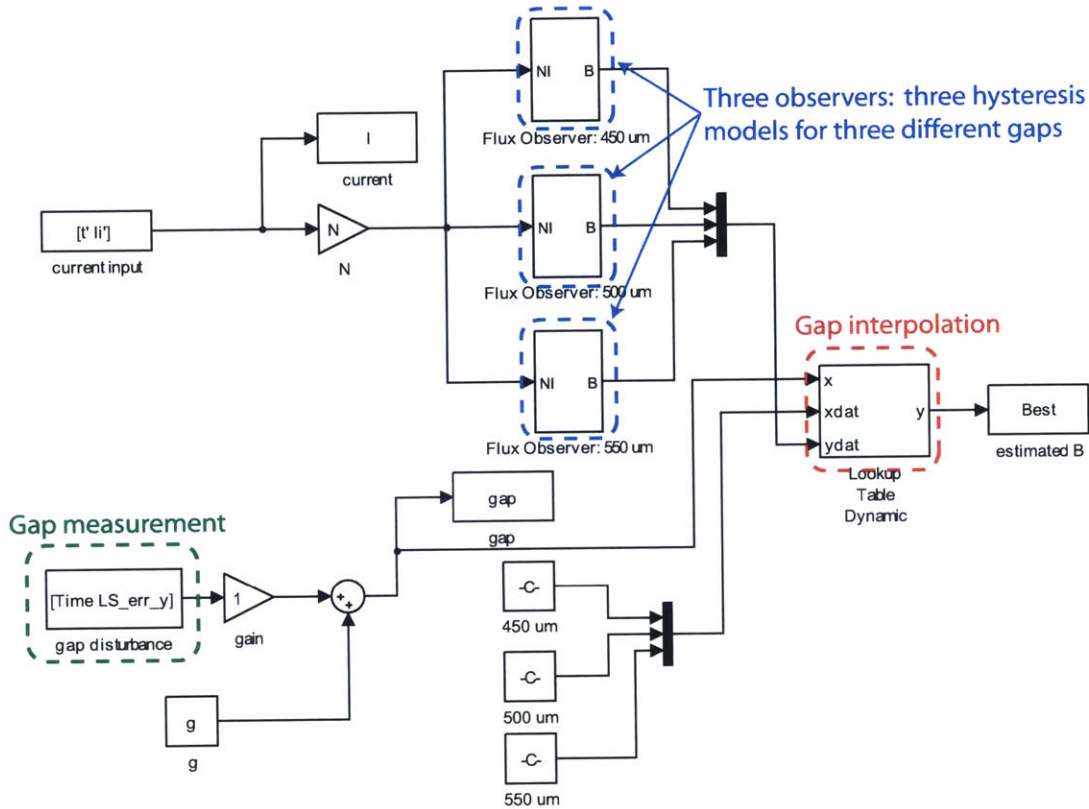 NI B
Flux Observer: 450 um
Three observers: three hysteresis
models for three different gaps
I
current
[t' Ii']
current input
N
N
NI B
Flux Observer: 500 um
NI B
Flux Observer: 550 um
Gap interpolation
x
xdat y
ydat
Lookup
Table
Dynamic
Best
estimated B
gap
gap
Gap measurement
[Time LS_err_y]
gap disturbance
1
gain
+
+
g
g
-C-
450 um
-C-
500 um
-C-
550 um